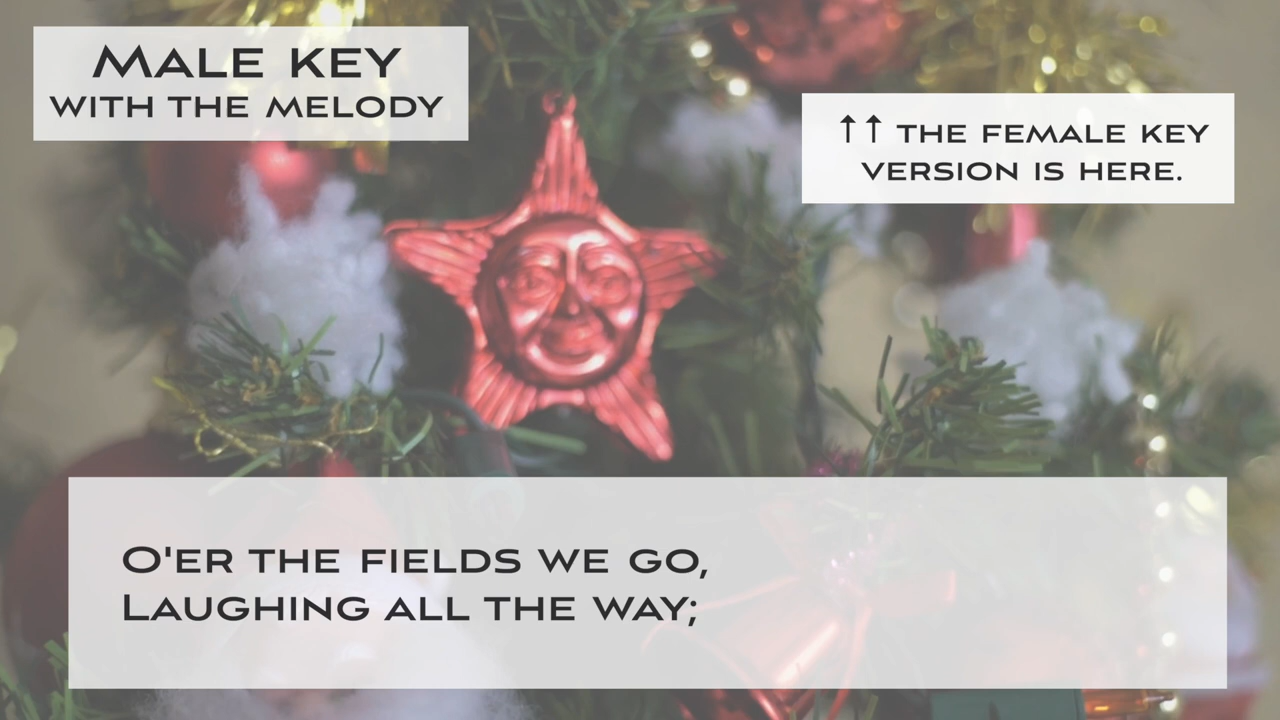 Male key
with the melody
↑↑ the female key
version is here.
O'er the fields we go,
Laughing all the way;